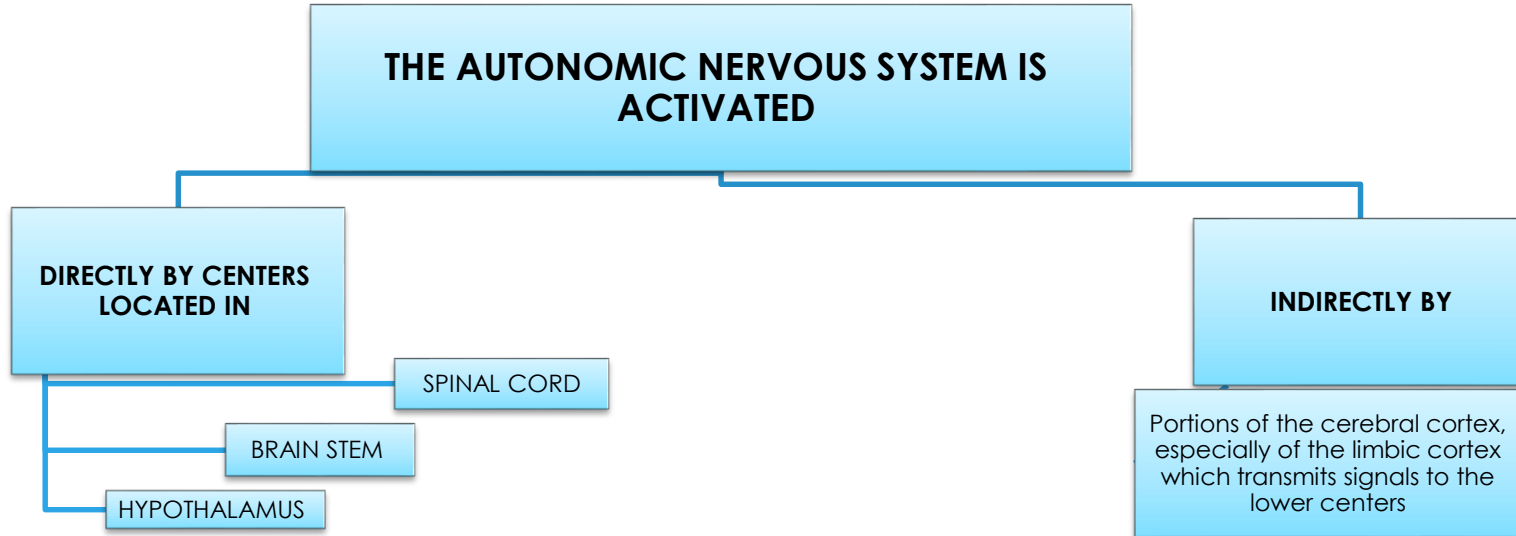 THE AUTONOMIC NERVOUS SYSTEM IS
ACTIVATED
DIRECTLY BY CENTERS
LOCATED IN
SPINAL CORD
BRAIN STEM
HYPOTHALAMUS
INDIRECTLY BY
Portions of the cerebral cortex,
especially of the limbic cortex
which transmits signals to the
lower centers